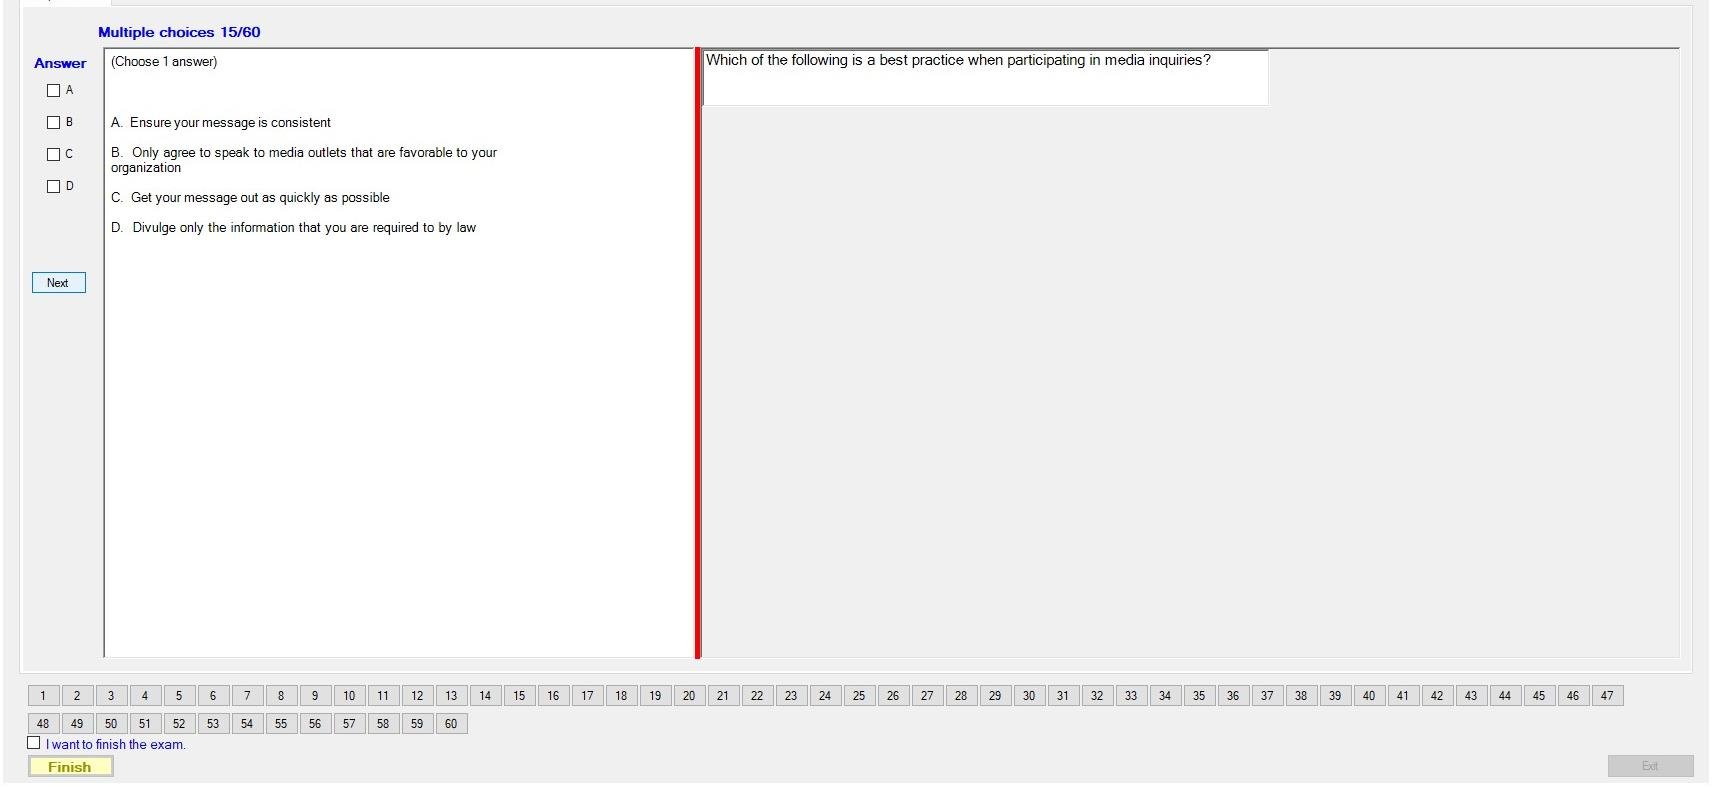 Multiple choices 15/60
Answer
A
B
C
D
Next
(Choose 1 answer)
A. Ensure your message is consistent
B. Only agree to speak to media outlets that are favorable to your
organization
C. Get your message out as quickly as possible
D. Divulge only the information that you are required to by law
Which of the following is a best practice when participating in media inquiries?
1 2 3 4 5 6 7 8 9 10 11 12 13 14 15 16 17 18 19 20 21 22 23 24 25 26 27 28 29 30 31 32 33 34 35 36 37 38 39 40 41 42 43 44 45 46 47
48 49 50 51 52 53 54 55 56 57 58 59 60
I want to finish the exam.
Finish
Exit